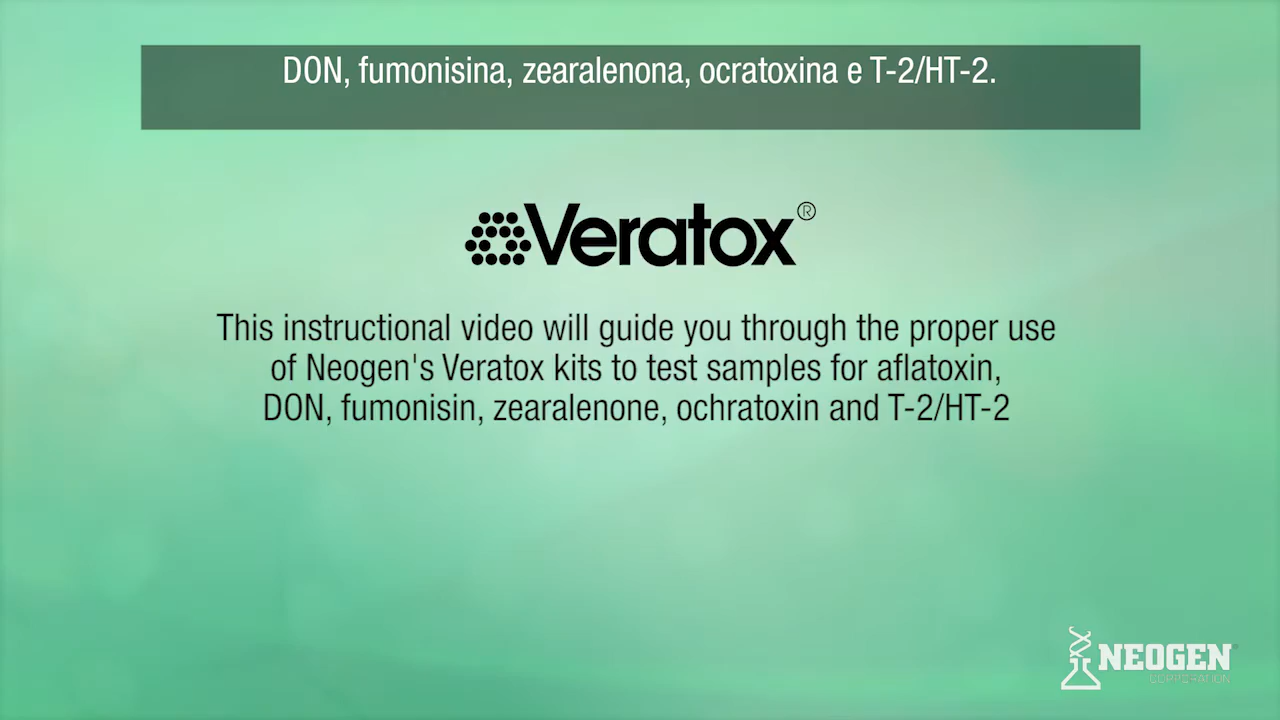 DON, fumonisina, zearalenona, ocratoxina e T-2/HT-2.
Veratox®
This instructional video will guide you through the proper use
of Neogen's Veratox kits to test samples for aflatoxin,
DON, fumonisin, zearalenone, ochratoxin and T-2/HT-2
NEOGEN®
CORPORATION